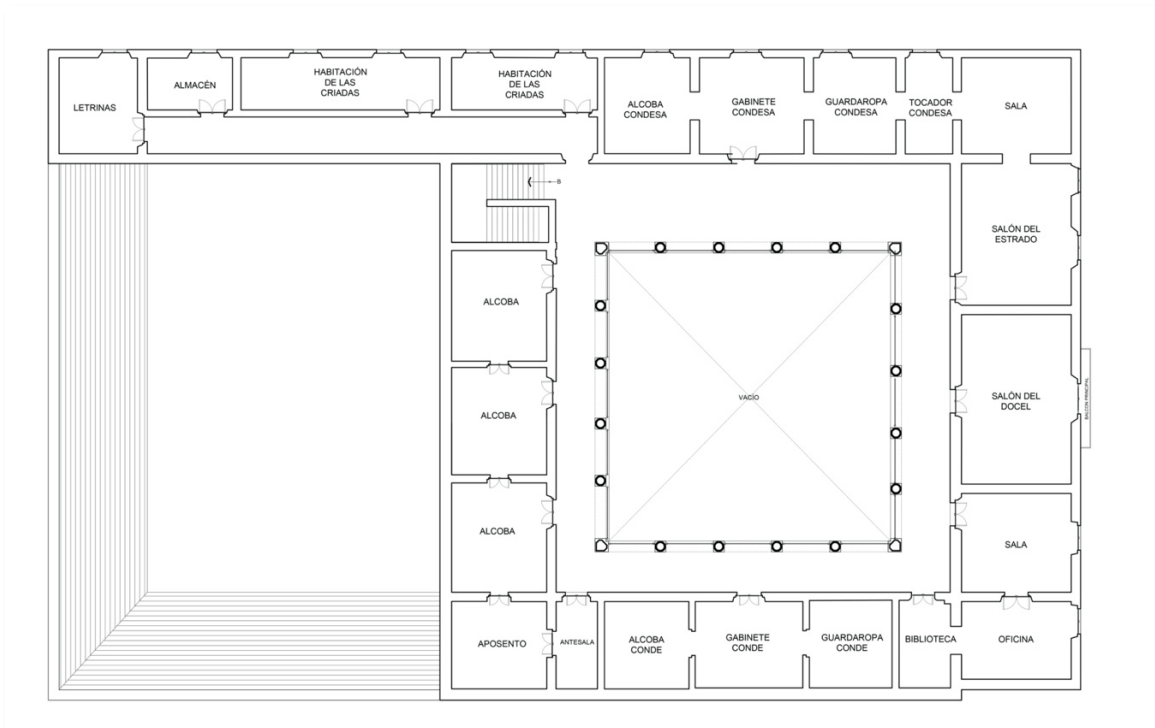 HABITACIÓN
DE LAS
CRIADAS
HABITACIÓN
DE LAS
CRIADAS
ALMACÉN
LETRINAS
ALCOBA
CONDESA
GABINETE
CONDESA
GUARDAROPA
CONDESA
TOCADOR
CONDESA
SALA
B
SALÓN DEL
ESTRADO
ALCOBA
VACÍO
SALÓN DEL
DOCEL
BALCON PRINCIPAL
ALCOBA
ALCOBA
SALA
APOSENTO
ANTESALA
ALCOBA
CONDE
GABINETE
CONDE
GUARDAROPA
CONDE
BIBLIOTECA
OFICINA